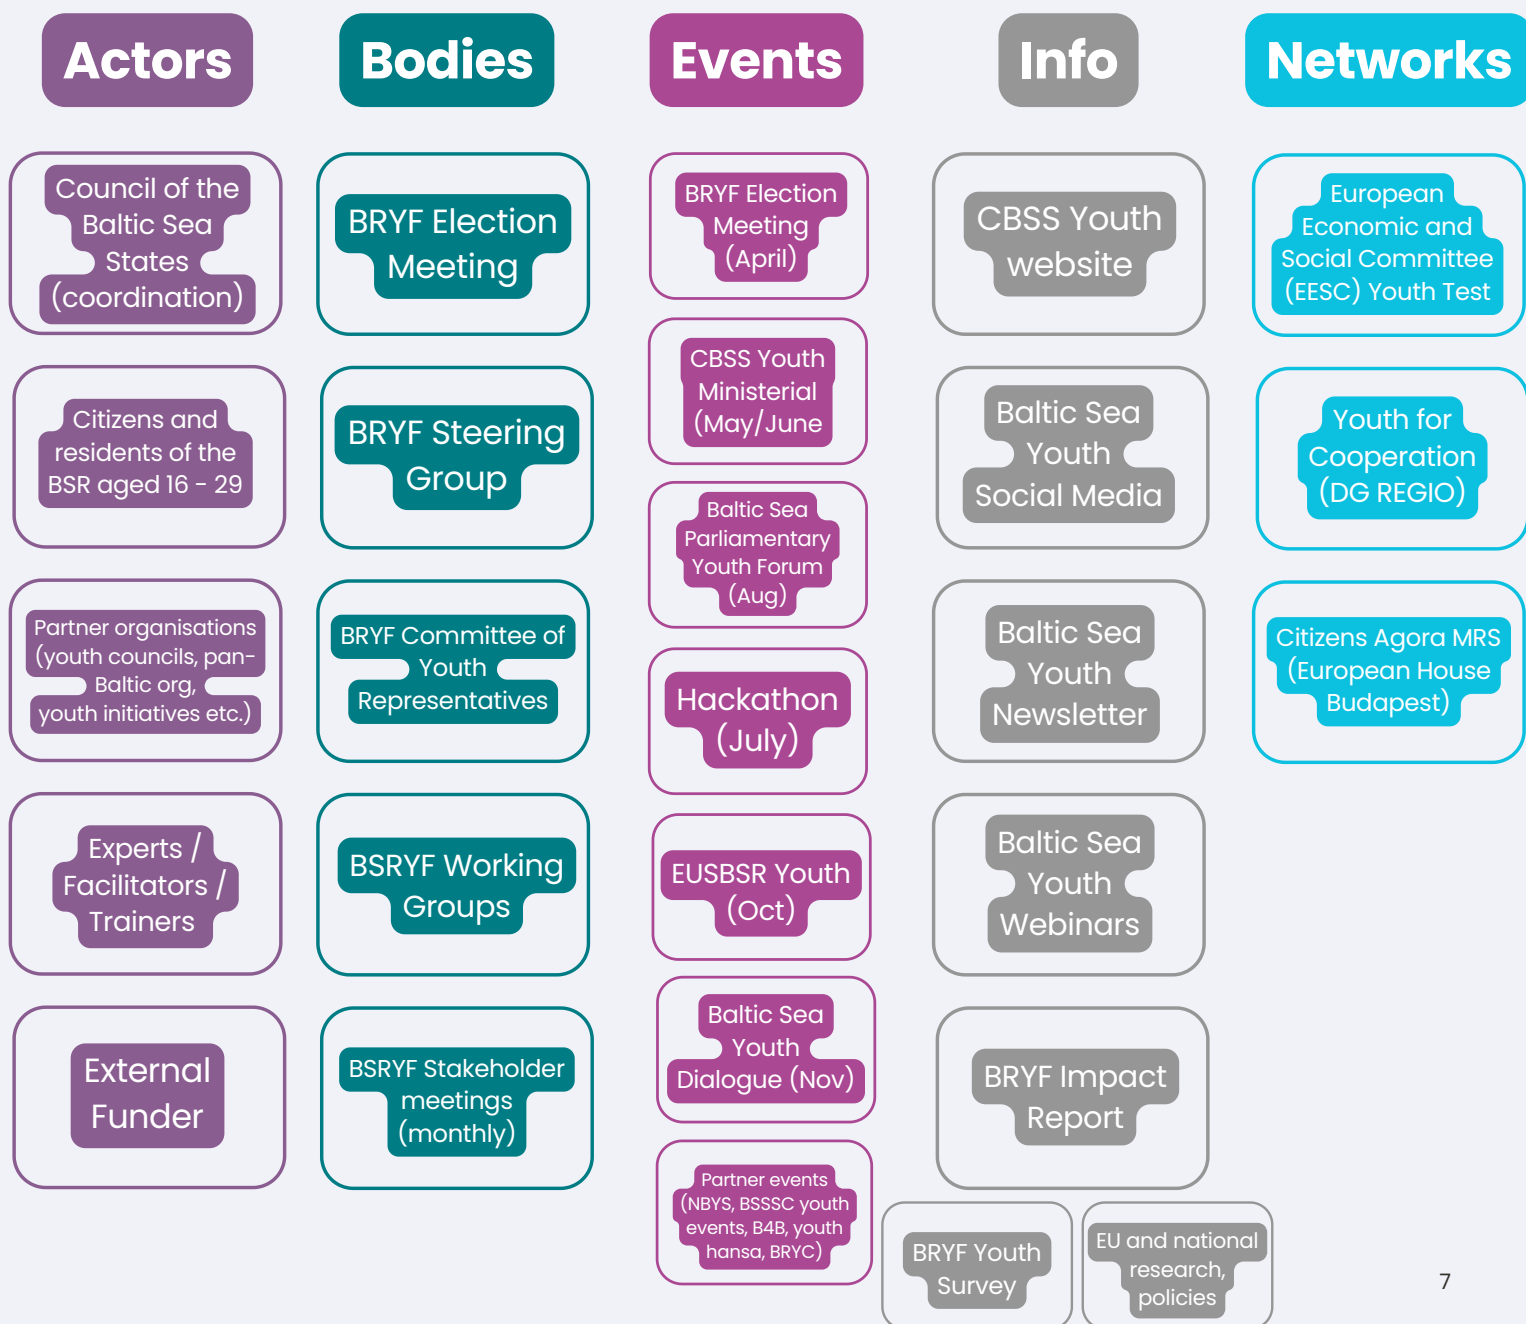 Actors
Bodies
Events
Info
Networks
Council of the
Baltic Sea
States
(coordination)
Citizens and
residents of the
BSR aged 16 - 29
Partner organisations
(youth councils, pan-
Baltic org,
youth initiatives etc.)
Experts /
Facilitators /
Trainers
External
Funder
BRYF Election
Meeting
BRYF Steering
Group
BRYF Committee of
Youth
Representatives
BSRYF Working
Groups
BSRYF Stakeholder
meetings
(monthly)
BRYF Election
Meeting
(April)
CBSS Youth
Ministerial
(May/June
Baltic Sea
Parliamentary
Youth Forum
(Aug)
Hackathon
(July)
EUSBSR Youth
(Oct)
Baltic Sea
Youth
Dialogue (Nov)
Partner events
(NBYS, BSSSC youth
events, B4B, youth
hansa, BRYC)
CBSS Youth
website
Baltic Sea
Youth
Social Media
Baltic Sea
Youth
Newsletter
Baltic Sea
Youth
Webinars
BRYF Impact
Report
BRYF Youth
Survey
EU and national
research,
policies
European
Economic and
Social Committee
(EESC) Youth Test
Youth for
Cooperation
(DG REGIO)
Citizens Agora MRS
(European House
Budapest)
7